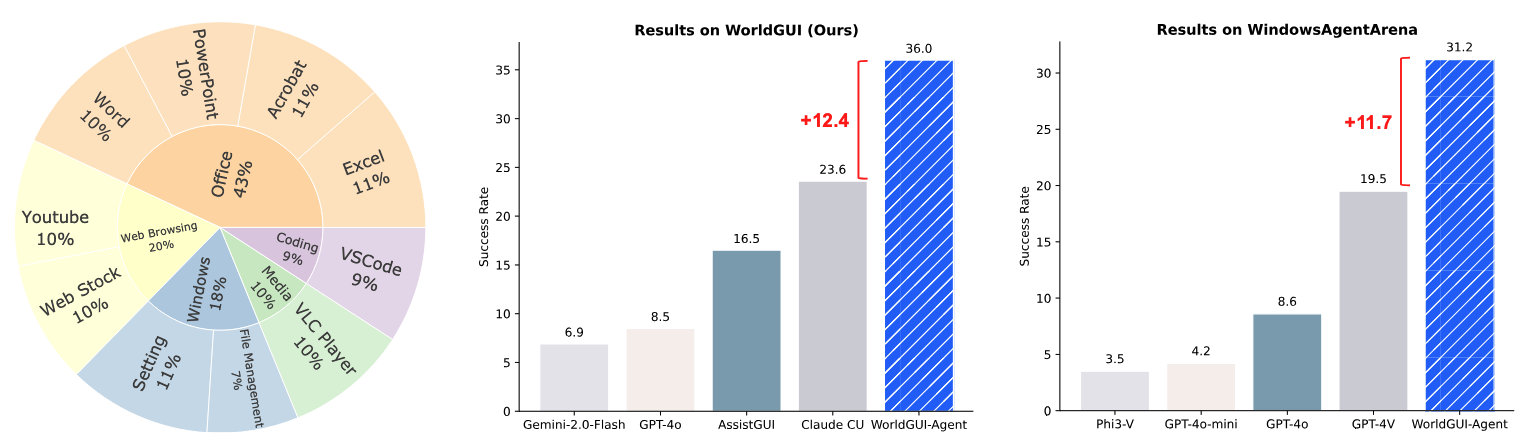 PowerPoint
10%
Acrobat
11%
Word
10%
Excel
11%
Office
43%
Youtube
10%
Web Browsing
20%
Web Stock
10%
Windows
18%
Setting
11%
File Management
7%
Media
10%
VLC Player
10%
Coding
9%
VSCode
9%
Results on WorldGUI (Ours)
Success Rate
35
30
25
20
15
10
5
0
6.9
8.5
16.5
23.6
36.0
+12.4
Gemini-2.0-Flash
GPT-4o
AssistGUI
Claude CU
WorldGUI-Agent
Results on WindowsAgentArena
Success Rate
30
25
20
15
10
5
0
3.5
4.2
8.6
19.5
31.2
+11.7
Phi3-V
GPT-4o-mini
GPT-4o
GPT-4V
WorldGUI-Agent